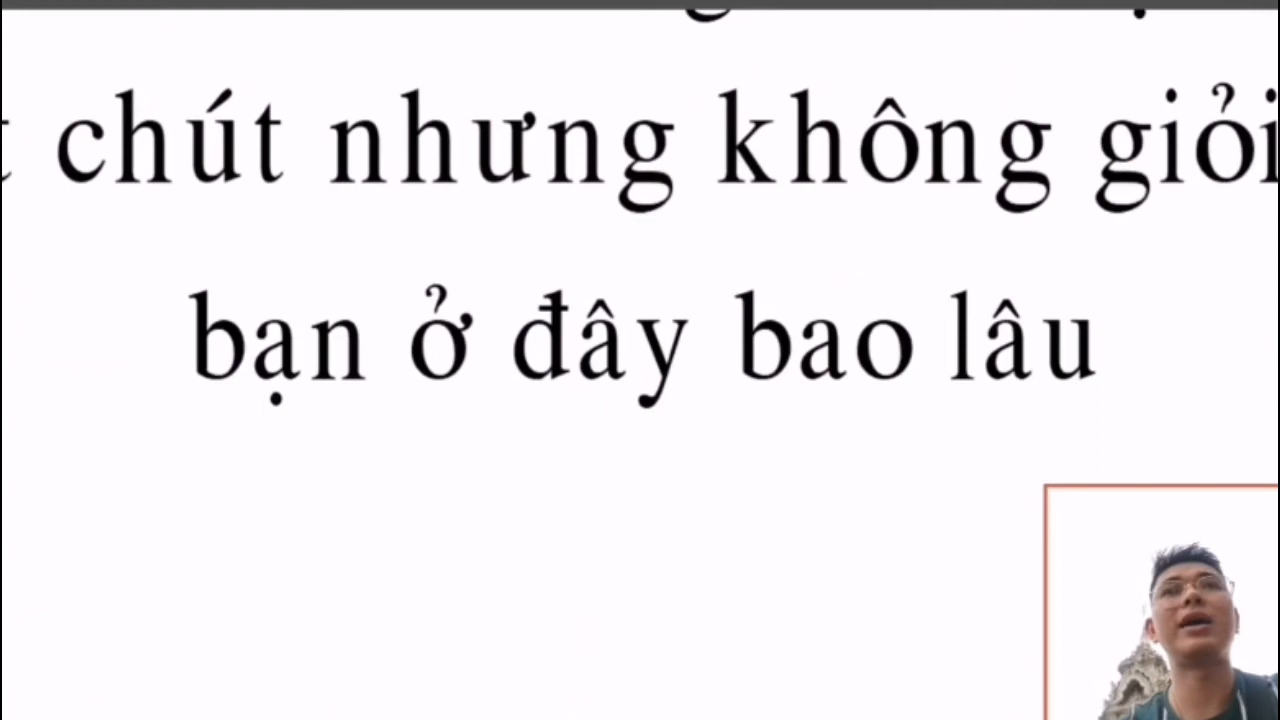 chút nhưng không giỏi
bạn ở đây bao lâu